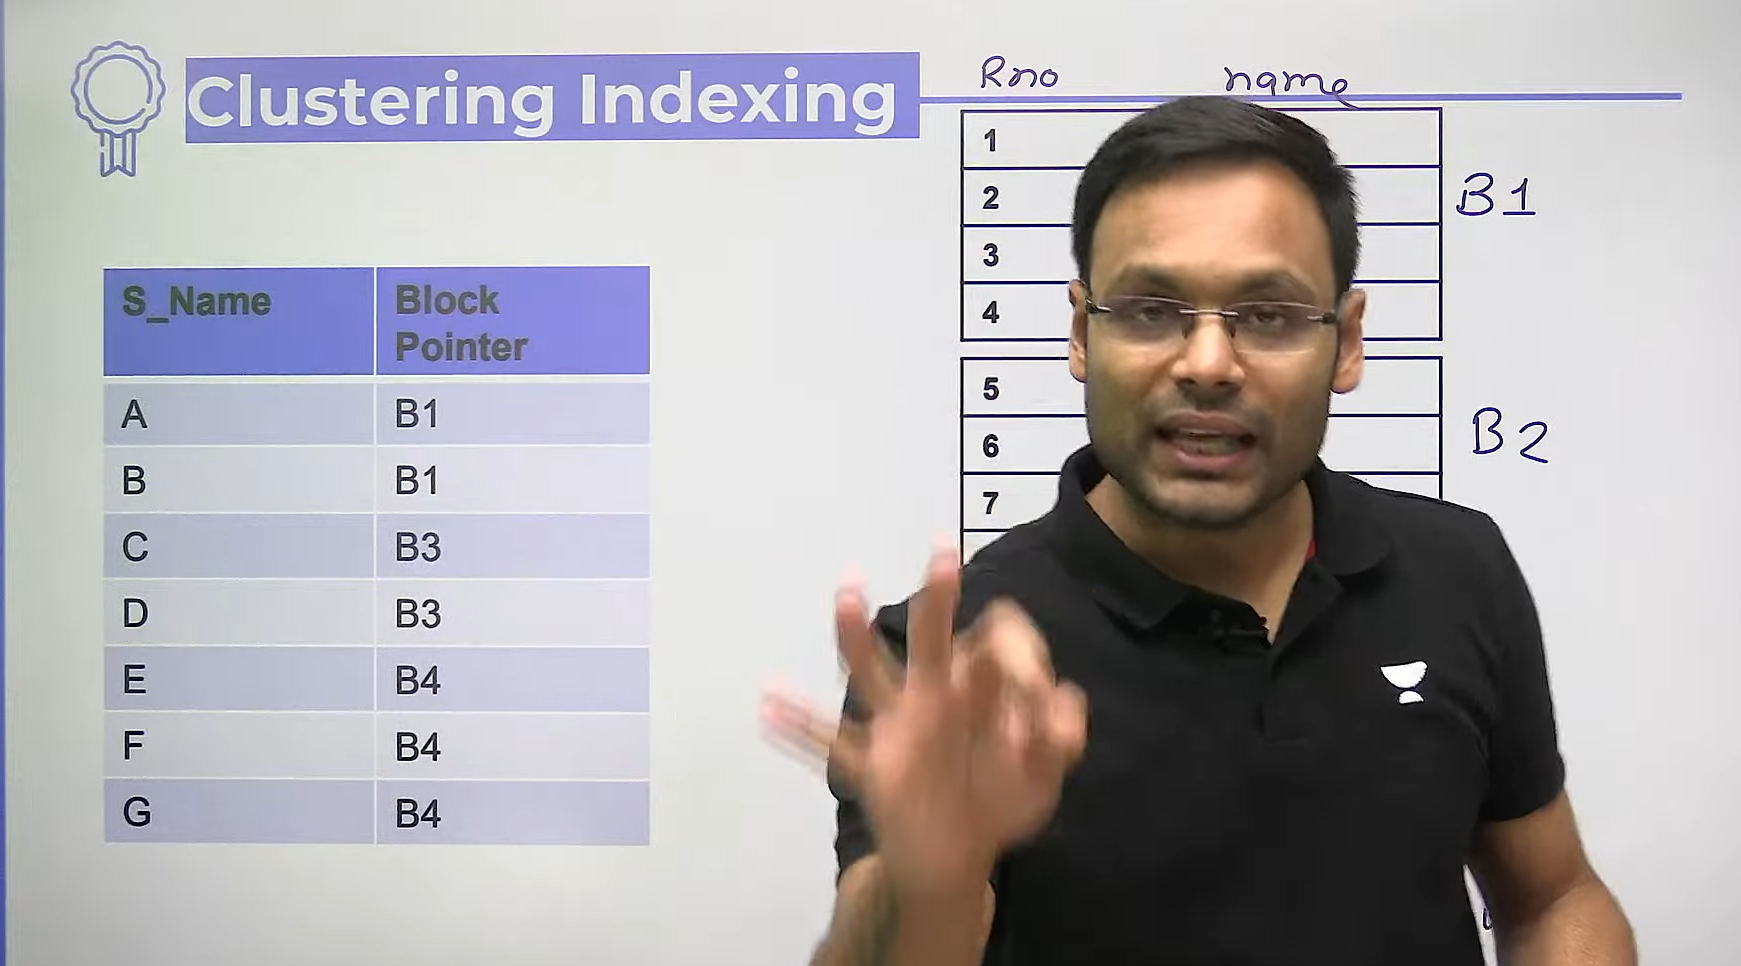 Clustering Indexing
Rno name
1
2
3
4
B1
5
6
7
B2
S_Name Block Pointer
A B1
B B1
C B3
D B3
E B4
F B4
G B4